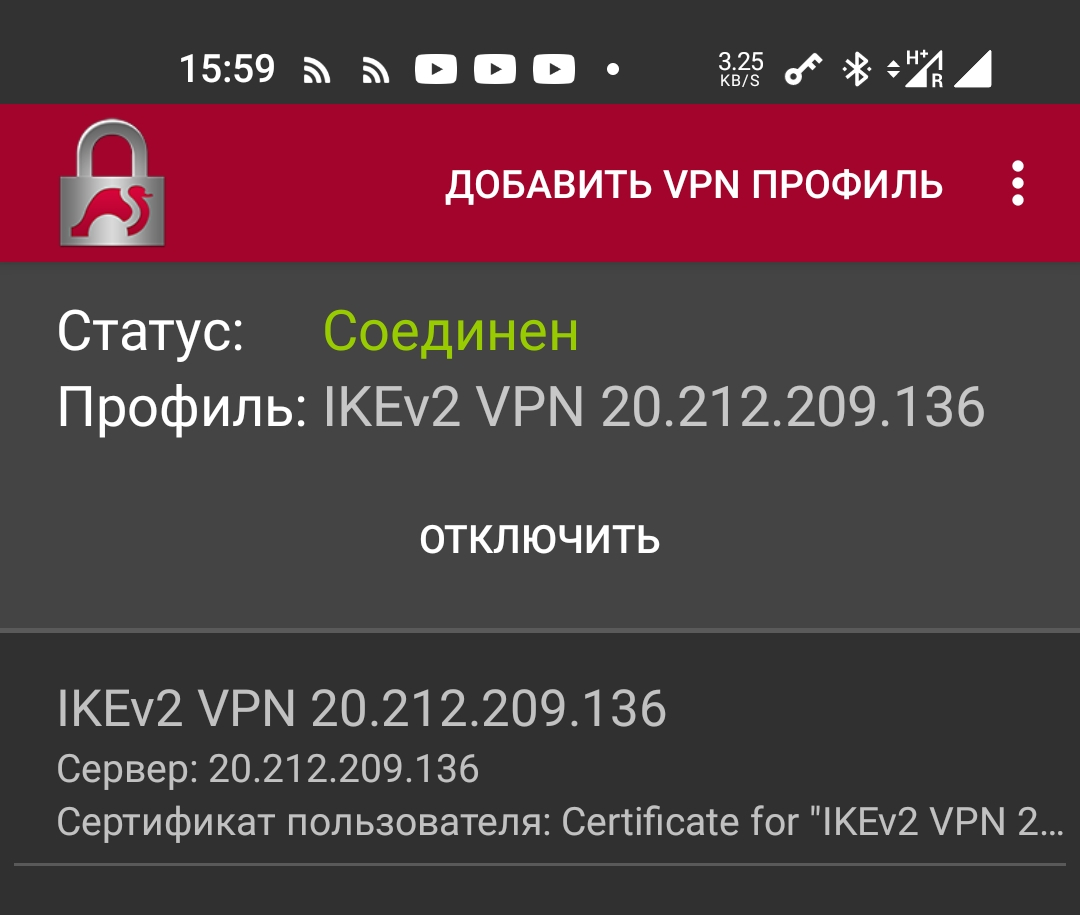 15:59 3.25 KB/S H+ R
ДОБАВИТЬ VPN ПРОФИЛЬ
Статус: Соединен
Профиль: IKEv2 VPN 20.212.209.136
ОТКЛЮЧИТЬ
IKEv2 VPN 20.212.209.136
Сервер: 20.212.209.136
Сертификат пользователя: Certificate for "IKEv2 VPN 2...